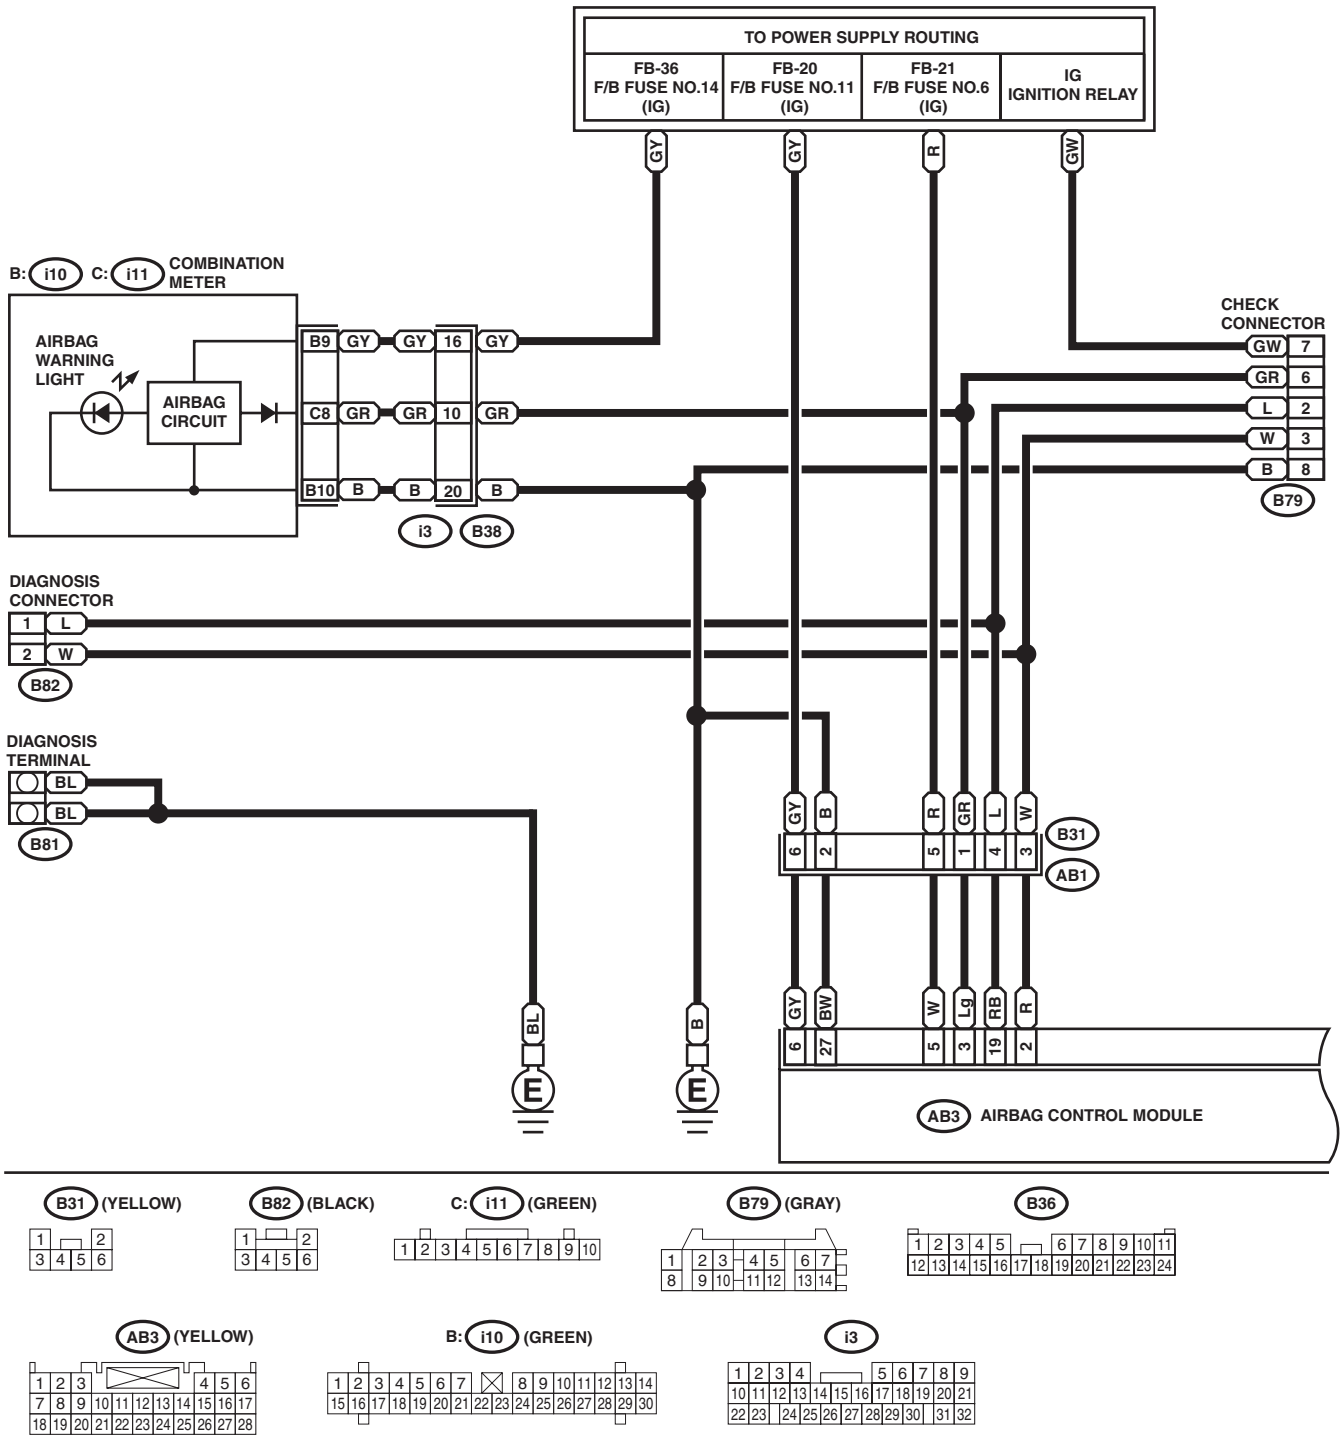 TO POWER SUPPLY ROUTING
FB-36
F/B FUSE NO.14
(IG)
FB-20
F/B FUSE NO.11
(IG)
FB-21
F/B FUSE NO.6
(IG)
IG
IGNITION RELAY
GY
GY
R
GW
B: i10 C: i11 COMBINATION
METER
AIRBAG
WARNING
LIGHT
AIRBAG
CIRCUIT
B9 GY GY 16 GY
C8 GR GR 10 GR
B10 B B 20 B
i3 B38
CHECK
CONNECTOR
GW 7
GR 6
L 2
W 3
B 8
B79
DIAGNOSIS
CONNECTOR
1 L
2 W
B82
DIAGNOSIS
TERMINAL
BL
BL
B81
GY B R GR L W
6 2 5 1 4 3
B31
AB1
GY BW W Lg RB R
6 27 5 3 19 2
BL
E
B
E
AB3 AIRBAG CONTROL MODULE
B31 (YELLOW)
1 2
3 4 5 6
B82 (BLACK)
1 2
3 4 5 6
C: i11 (GREEN)
1 2 3 4 5 6 7 8 9 10
B79 (GRAY)
1 2 3 4 5 6 7
8 9 10 11 12 13 14
B36
1 2 3 4 5 6 7 8 9 10 11
12 13 14 15 16 17 18 19 20 21 22 23 24
AB3 (YELLOW)
1 2 3 4 5 6
7 8 9 10 11 12 13 14 15 16 17
18 19 20 21 22 23 24 25 26 27 28
B: i10 (GREEN)
1 2 3 4 5 6 7 8 9 10 11 12 13 14
15 16 17 18 19 20 21 22 23 24 25 26 27 28 29 30
i3
1 2 3 4 5 6 7 8 9
10 11 12 13 14 15 16 17 18 19 20 21
22 23 24 25 26 27 28 29 30 31 32